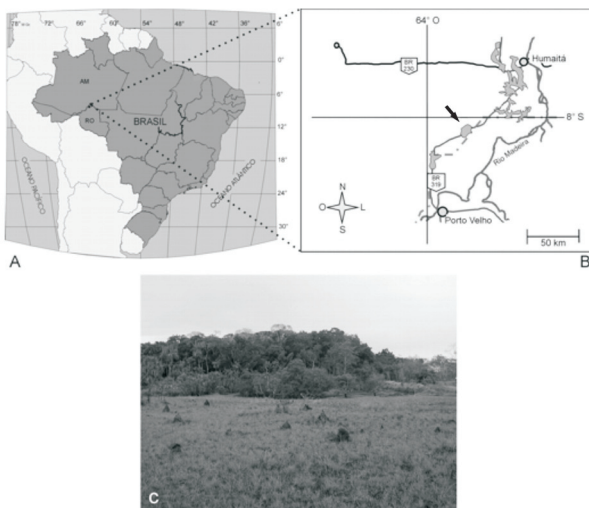 78° W 72° 66° 60° 54° 48° 42° 36°
0°
AM
6°
RO
BRASIL
12°
18°
24°
30°
OCEANO PACÍFICO
OCEANO ATLÂNTICO
A
64° O
BR
230
Humaitá
8° S
Rio Madeira
BR
319
N
O L
S
Porto Velho
50 km
B
C